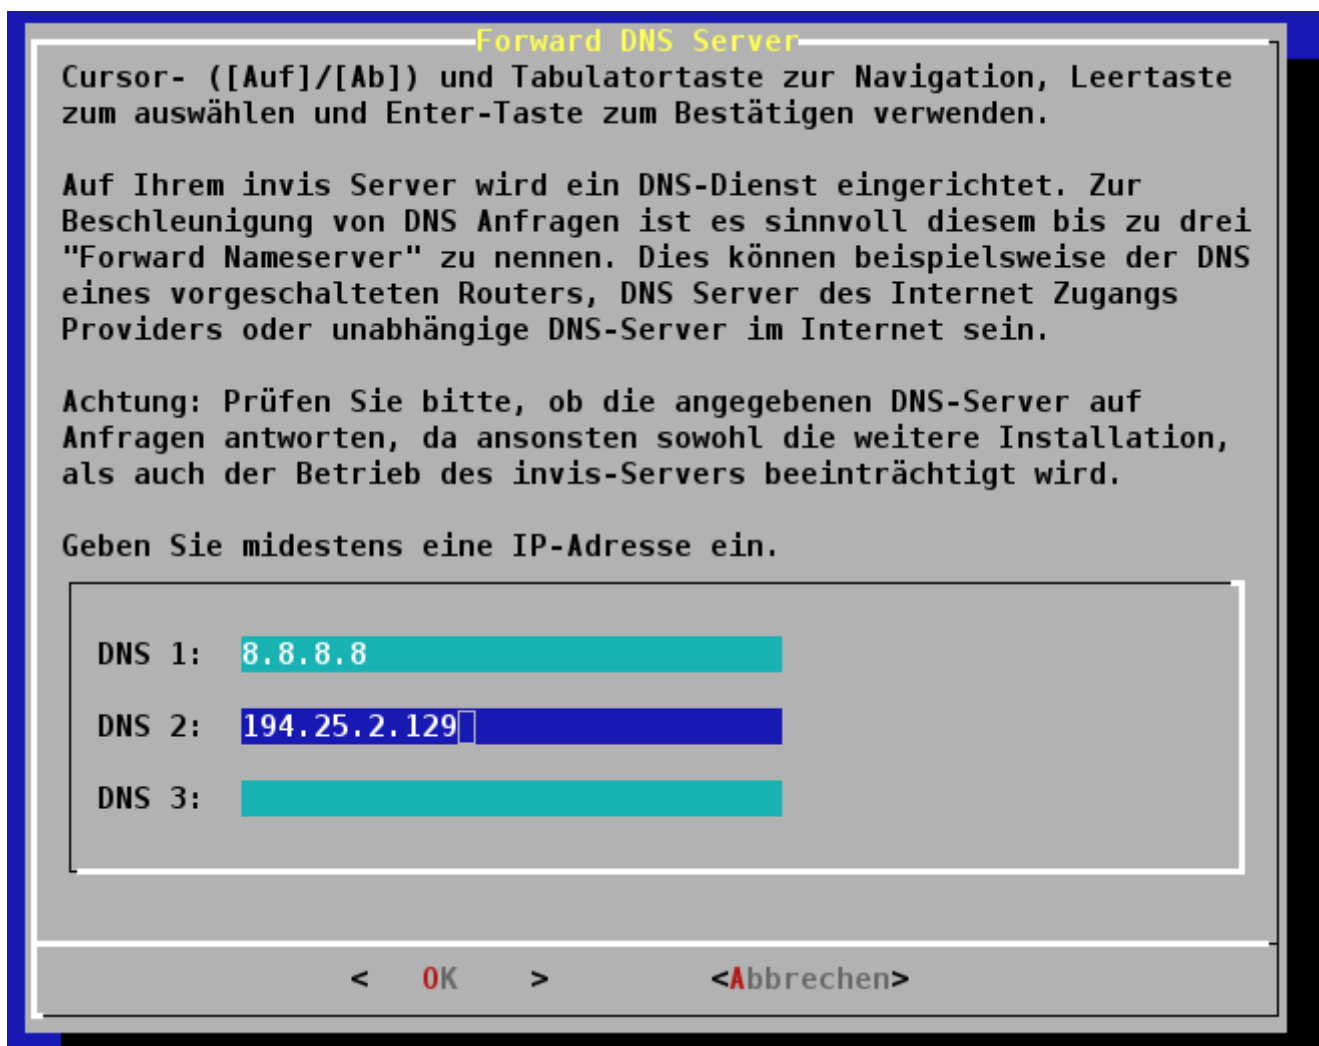 Forward DNS Server
Cursor- ([Auf]/[Ab]) und Tabulatortaste zur Navigation, Leertaste
zum auswählen und Enter-Taste zum Bestätigen verwenden.
Auf Ihrem invis Server wird ein DNS-Dienst eingerichtet. Zur
Beschleunigung von DNS Anfragen ist es sinnvoll diesem bis zu drei
"Forward Nameserver" zu nennen. Dies können beispielsweise der DNS
eines vorgeschalteten Routers, DNS Server des Internet Zugangs
Providers oder unabhängige DNS-Server im Internet sein.
Achtung: Prüfen Sie bitte, ob die angegebenen DNS-Server auf
Anfragen antworten, da ansonsten sowohl die weitere Installation,
als auch der Betrieb des invis-Servers beeinträchtigt wird.
Geben Sie midestens eine IP-Adresse ein.
DNS 1: 8.8.8.8
DNS 2: 194.25.2.129
DNS 3:
< OK > <Abbrechen>